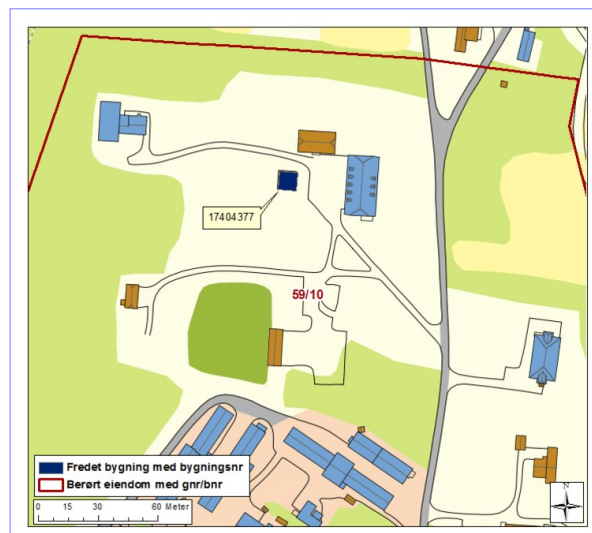 17404377
59/10
Fredet bygning med bygningsnr
Berørt eiendom med gnr/bnr
0 15 30 60 Meter
N